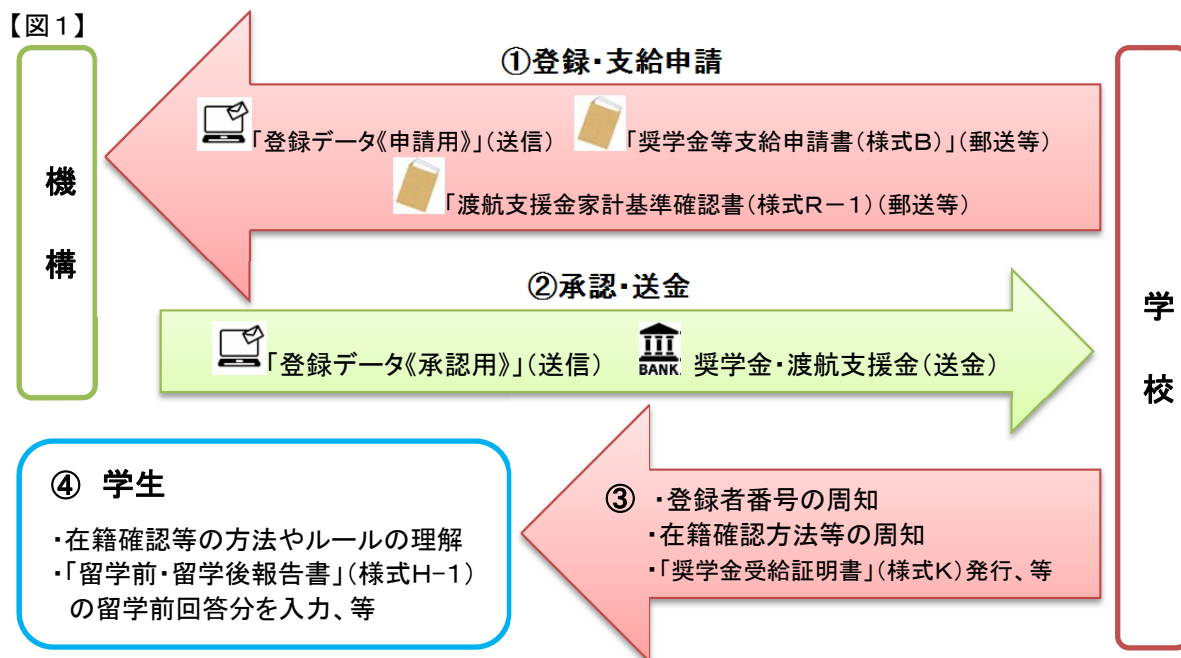 【図1】
機構
①登録・支給申請
「登録データ《申請用》」(送信) 「奨学金等支給申請書(様式B)」(郵送等)
「渡航支援金家計基準確認書(様式R-1)(郵送等)
②承認・送金
「登録データ《承認用》」(送信) BANK 奨学金・渡航支援金(送金)
学校
③ ・登録者番号の周知
・在籍確認方法等の周知
・「奨学金受給証明書」(様式K)発行、等
④ 学生
・在籍確認等の方法やルールの理解
・「留学前・留学後報告書」(様式H-1)
の留学前回答分を入力、等